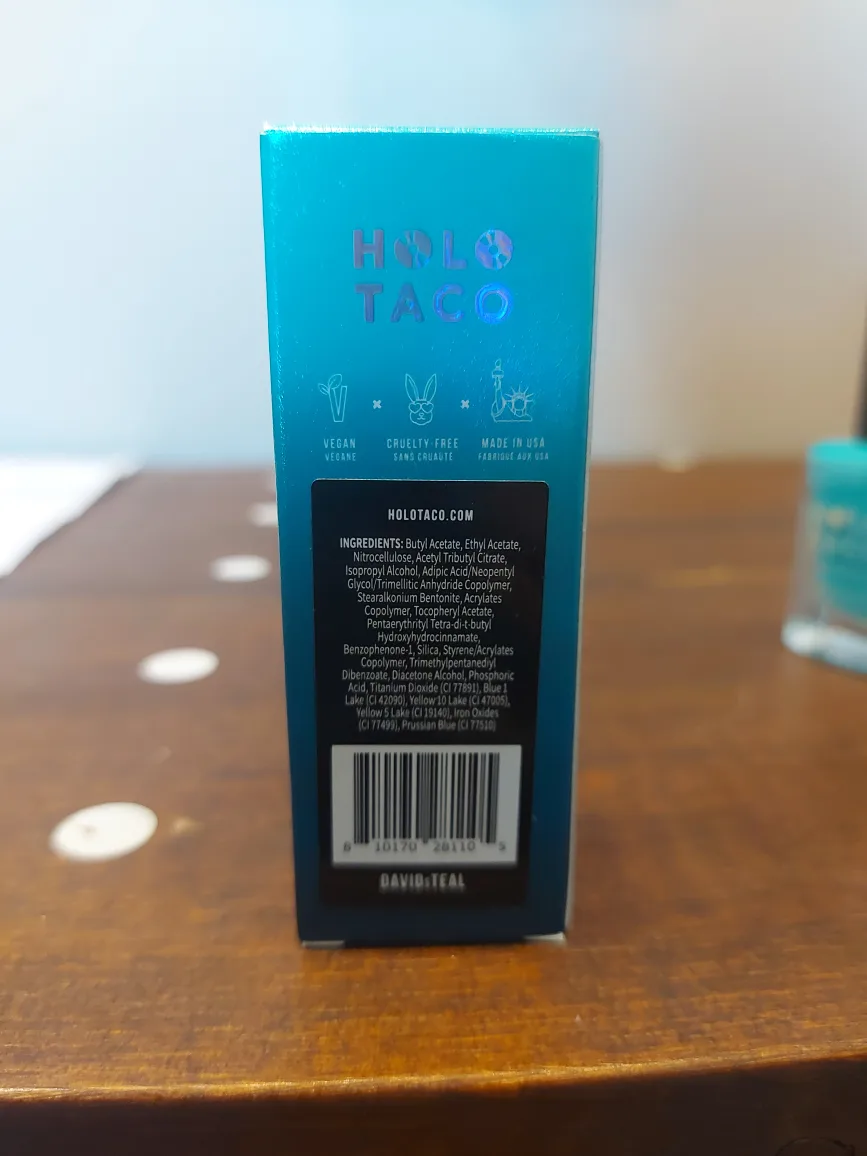 HOLO
TACO
VEGAN
VEGANE
CRUELTY-FREE
SANS CRUAUTÉ
MADE IN USA
FABRIQUÉ AUX USA
HOLOTACO.COM
INGREDIENTS: Butyl Acetate, Ethyl Acetate,
Nitrocellulose, Acetyl Tributyl Citrate,
Isopropyl Alcohol, Adipic Acid/Neopentyl
Glycol/Trimellitic Anhydride Copolymer,
Stearalkonium Bentonite, Acrylates
Copolymer, Tocopheryl Acetate,
Pentaerythrityl Tetra-di-t-butyl
Hydroxyhydrocinnamate,
Benzophenone-1, Silica, Styrene/Acrylates
Copolymer, Trimethylpentanediyl
Dibenzoate, Diacetone Alcohol, Phosphoric
Acid, Titanium Dioxide (CI 77891), Blue 1
Lake (CI 42090), Yellow 10 Lake (CI 47005),
Yellow 5 Lake (CI 19140), Iron Oxides
(CI 77499), Prussian Blue (CI 77510)
8 10170 28110 5
DAVIDsTEAL